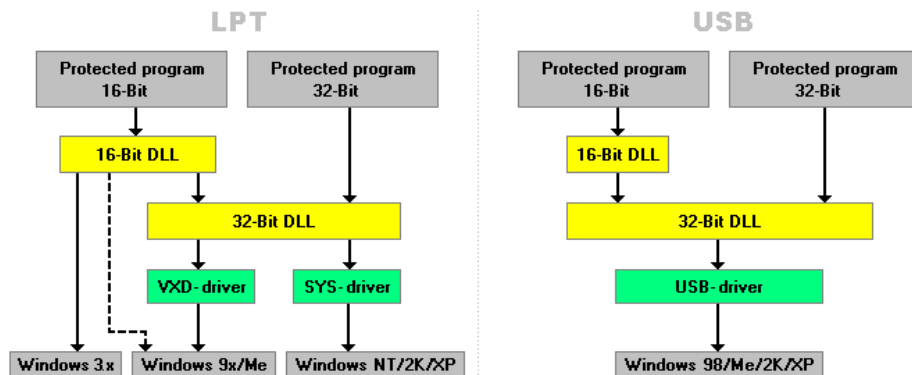 LPT
USB
Protected program
16-Bit
Protected program
32-Bit
Protected program
16-Bit
Protected program
32-Bit
16-Bit DLL
16-Bit DLL
32-Bit DLL
32-Bit DLL
VXD-driver
SYS-driver
USB-driver
Windows 3.x
Windows 9x/Me
Windows NT/2K/XP
Windows 98/Me/2K/XP